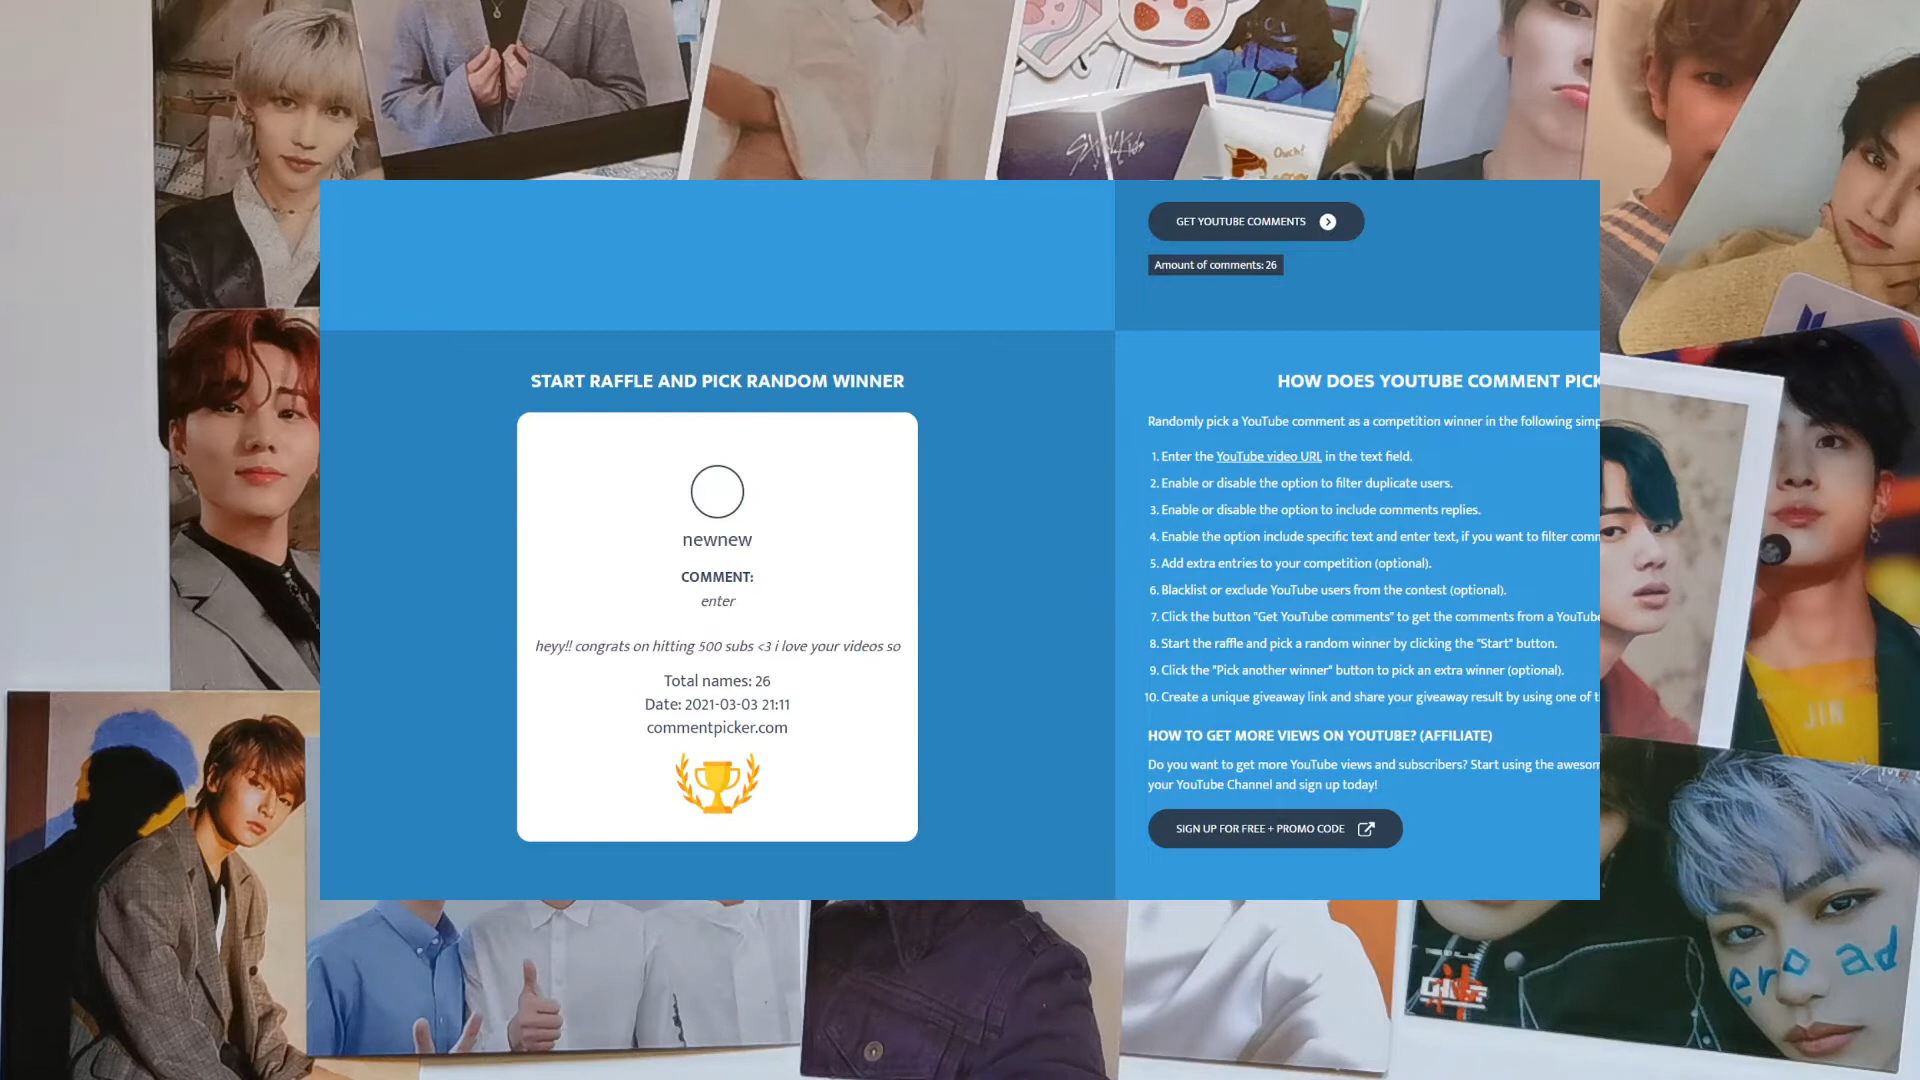 Ouch!
GET YOUTUBE COMMENTS
Amount of comments: 26
START RAFFLE AND PICK RANDOM WINNER
newnew
COMMENT:
enter
heyy!! congrats on hitting 500 subs <3 i love your videos so
Total names: 26
Date: 2021-03-03 21:11
commentpicker.com
HOW DOES YOUTUBE COMMENT PICK
Randomly pick a YouTube comment as a competition winner in the following simp
1. Enter the YouTube video URL in the text field.
2. Enable or disable the option to filter duplicate users.
3. Enable or disable the option to include comments replies.
4. Enable the option include specific text and enter text, if you want to filter com
5. Add extra entries to your competition (optional).
6. Blacklist or exclude YouTube users from the contest (optional).
7. Click the button "Get YouTube comments" to get the comments from a YouTube
8. Start the raffle and pick a random winner by clicking the "Start" button.
9. Click the "Pick another winner" button to pick an extra winner (optional).
10. Create a unique giveaway link and share your giveaway result by using one of t
HOW TO GET MORE VIEWS ON YOUTUBE? (AFFILIATE)
Do you want to get more YouTube views and subscribers? Start using the awesom
your YouTube Channel and sign up today!
SIGN UP FOR FREE + PROMO CODE
JIN
ero ad